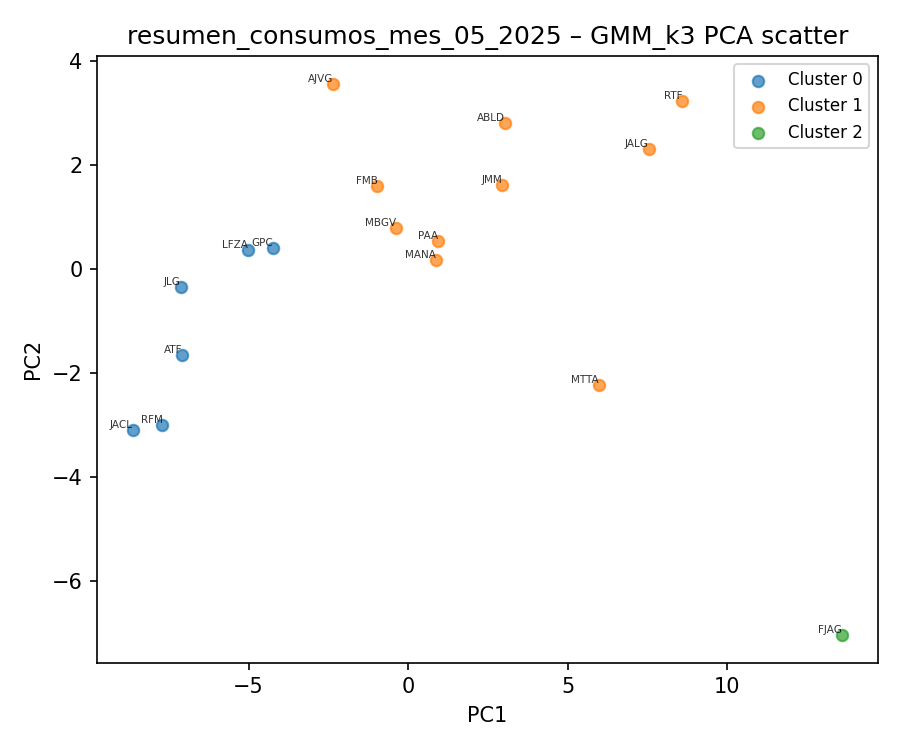 resumen_consumos_mes_05_2025 – GMM_k3 PCA scatter
Cluster 0
Cluster 1
Cluster 2
4
2
0
−2
−4
−6
PC2
AJVG
RTF
ABLD
JALG
FMB
JMM
MBGV
PAA
MANA
LFZA
GPC
JLG
ATF
MTTA
JACL
RFM
FJAG
−5
0
5
10
PC1